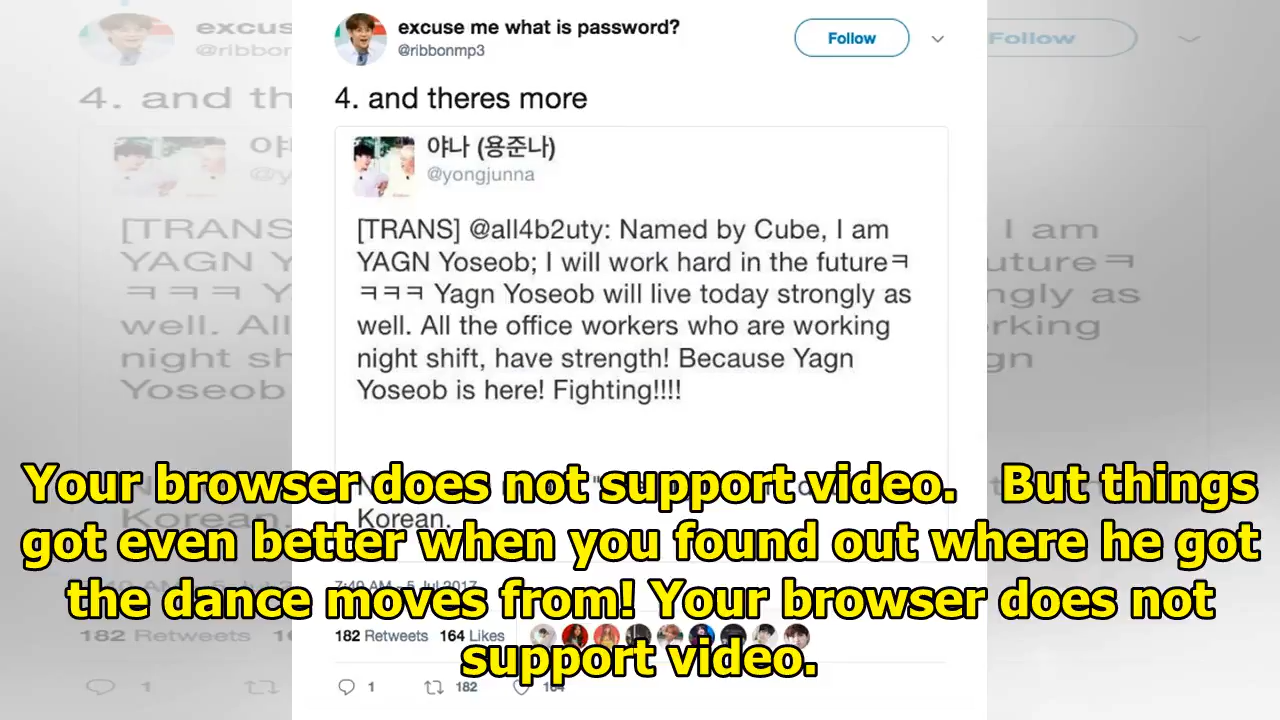 excuse me what is password?
@ribbonmp3
Follow
4. and theres more
야나 (용준나)
@yongjunna
[TRANS] @all4b2uty: Named by Cube, I am
YAGN Yoseob; I will work hard in the futureㅋ
ㅋㅋㅋ Yagn Yoseob will live today strongly as
well. All the office workers who are working
night shift, have strength! Because Yagn
Yoseob is here! Fighting!!!!
Korean.
7:49 AM - 5 Jul 2017
182 Retweets 164 Likes
1 182 164
Your browser does not support video. But things
got even better when you found out where he got
the dance moves from! Your browser does not
support video.